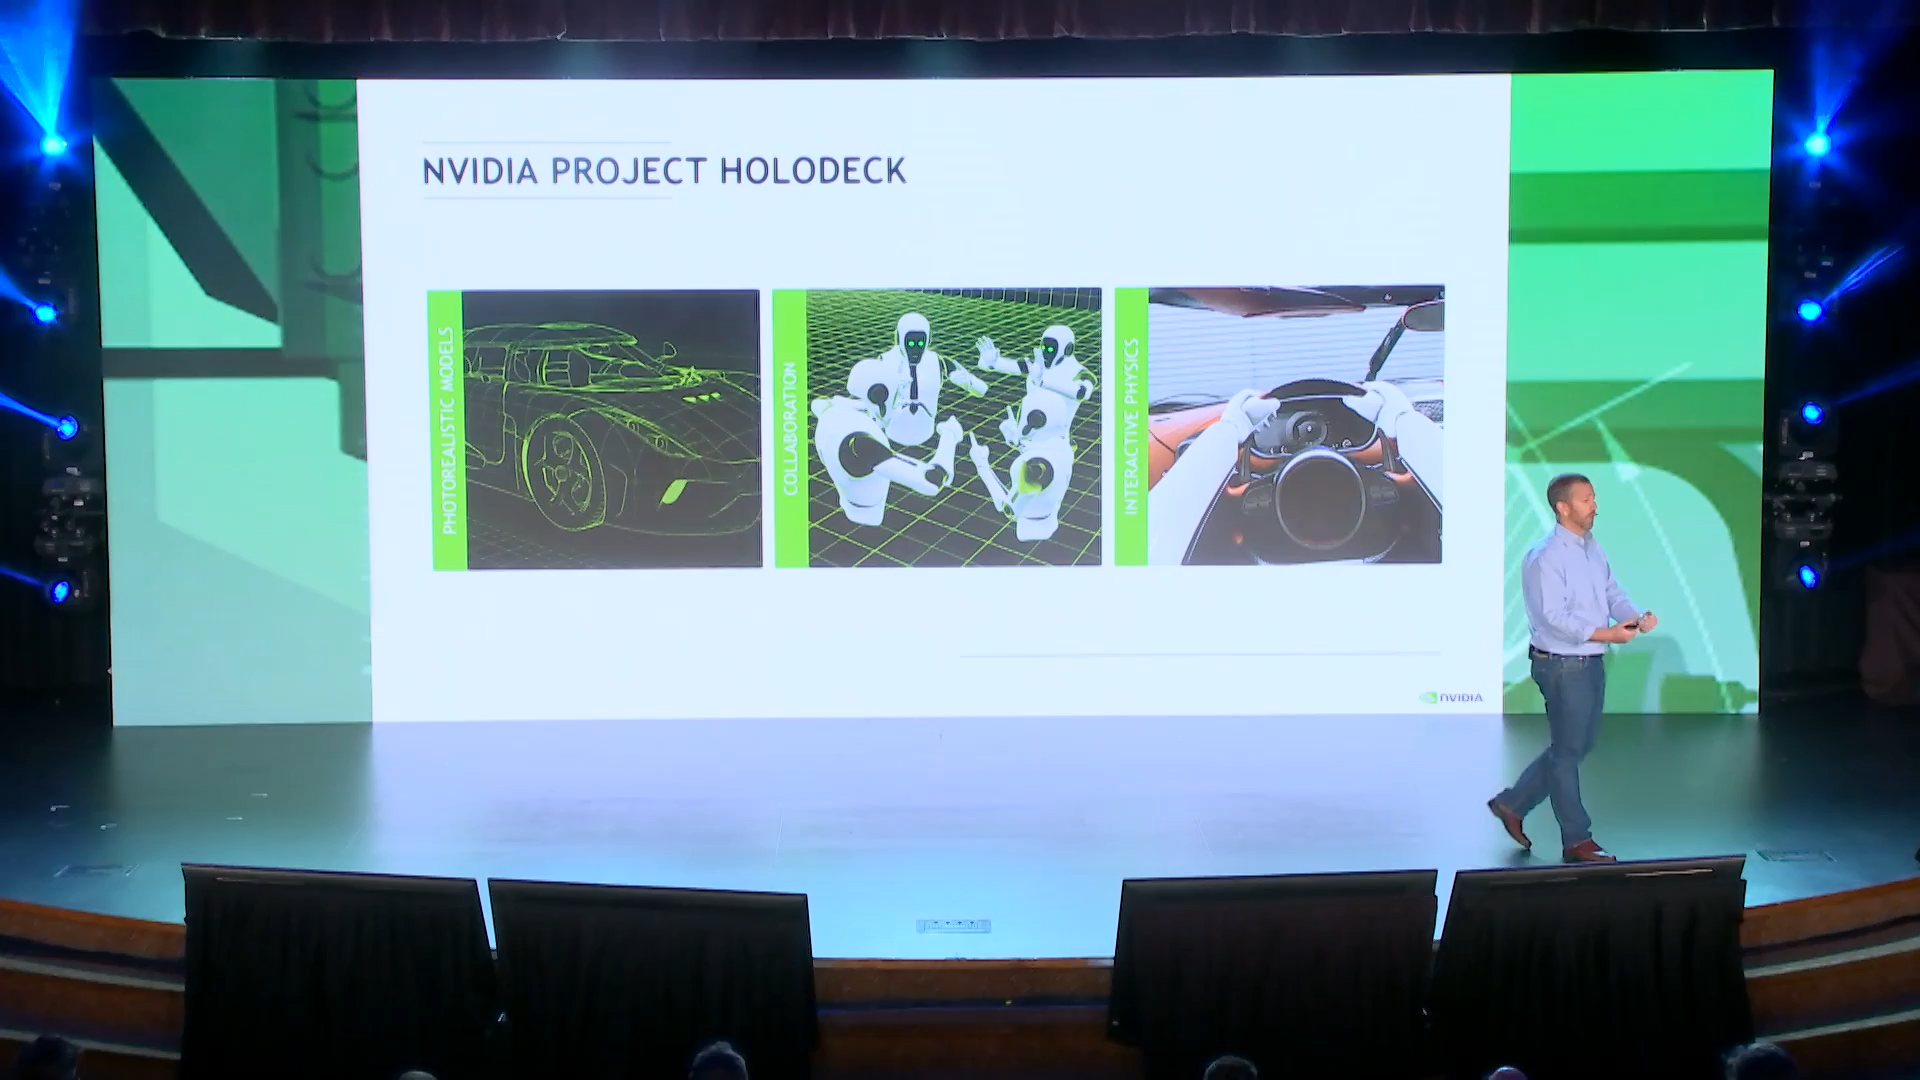 NVIDIA PROJECT HOLODECK
PHOTOREALISTIC MODELS
COLLABORATION
INTERACTIVE PHYSICS
NVIDIA